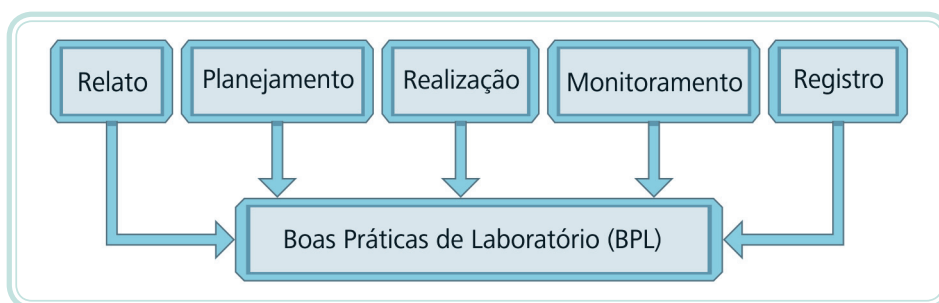 Relato
Planejamento
Realização
Monitoramento
Registro
Boas Práticas de Laboratório (BPL)